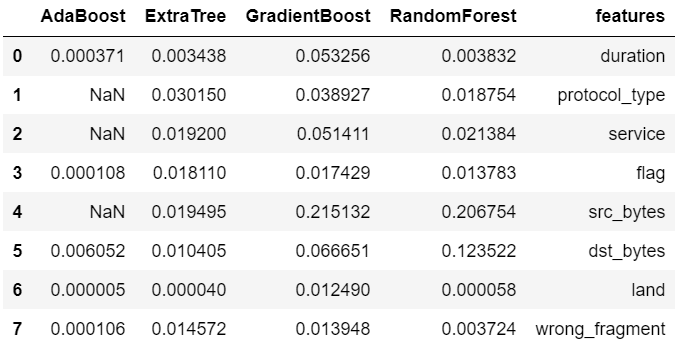 AdaBoost ExtraTree GradientBoost RandomForest features
0 0.000371 0.003438 0.053256 0.003832 duration
1 NaN 0.030150 0.038927 0.018754 protocol_type
2 NaN 0.019200 0.051411 0.021384 service
3 0.000108 0.018110 0.017429 0.013783 flag
4 NaN 0.019495 0.215132 0.206754 src_bytes
5 0.006052 0.010405 0.066651 0.123522 dst_bytes
6 0.000005 0.000040 0.012490 0.000058 land
7 0.000106 0.014572 0.013948 0.003724 wrong_fragment